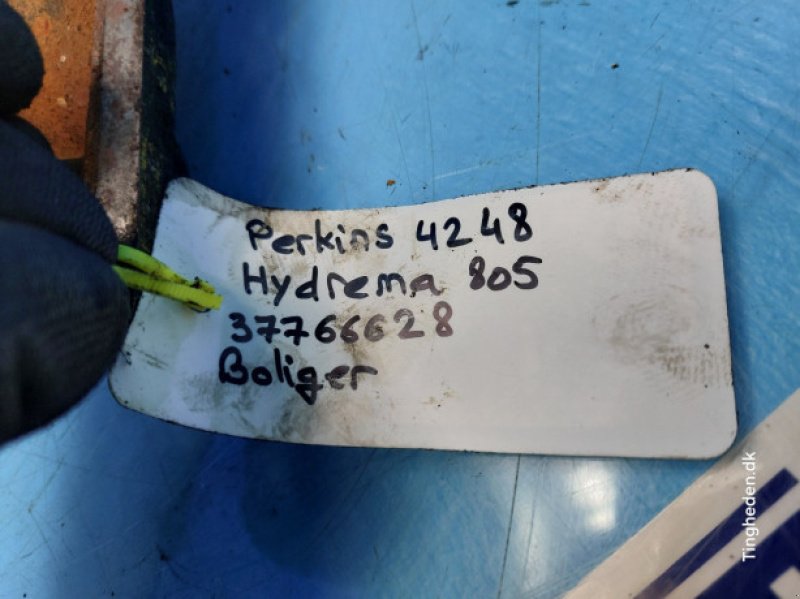 Perkins 4248
Hydrema 805
37766628
Boliger
Tingheden.dk